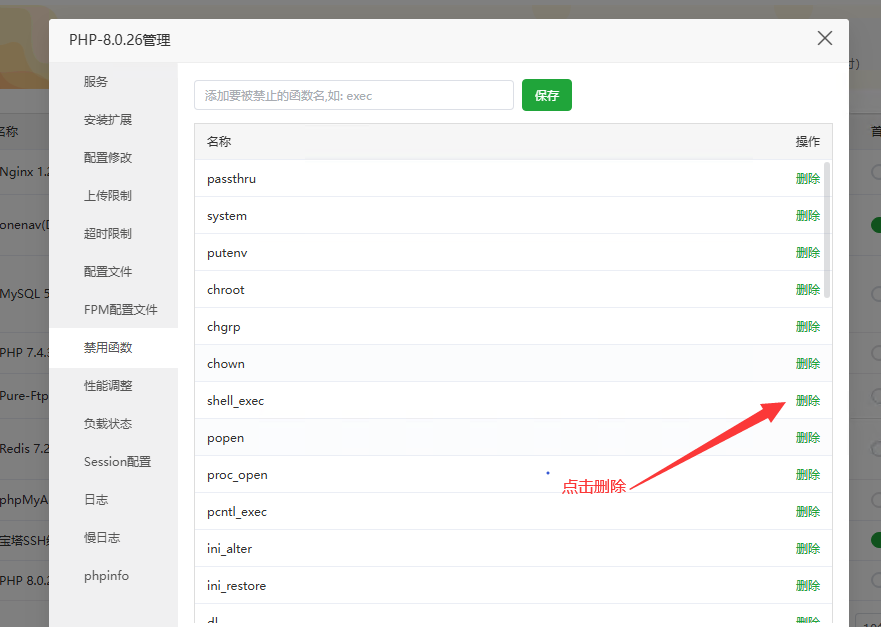 PHP-8.0.26管理
服务
安装扩展
配置修改
上传限制
超时限制
配置文件
FPM配置文件
禁用函数
性能调整
负载状态
Session配置
日志
慢日志
phpinfo
添加要被禁止的函数名,如: exec
保存
名称 操作
passthru 删除
system 删除
putenv 删除
chroot 删除
chgrp 删除
chown 删除
shell_exec 删除
popen 删除
proc_open 删除
点击删除
pcntl_exec 删除
ini_alter 删除
ini_restore 删除
dl 删除
名称
Nginx 1.2
onenav(
MySQL 5
PHP 7.4.
Pure-Ftp
Redis 7.2
phpMyA
宝塔SSH
PHP 8.0.2
首